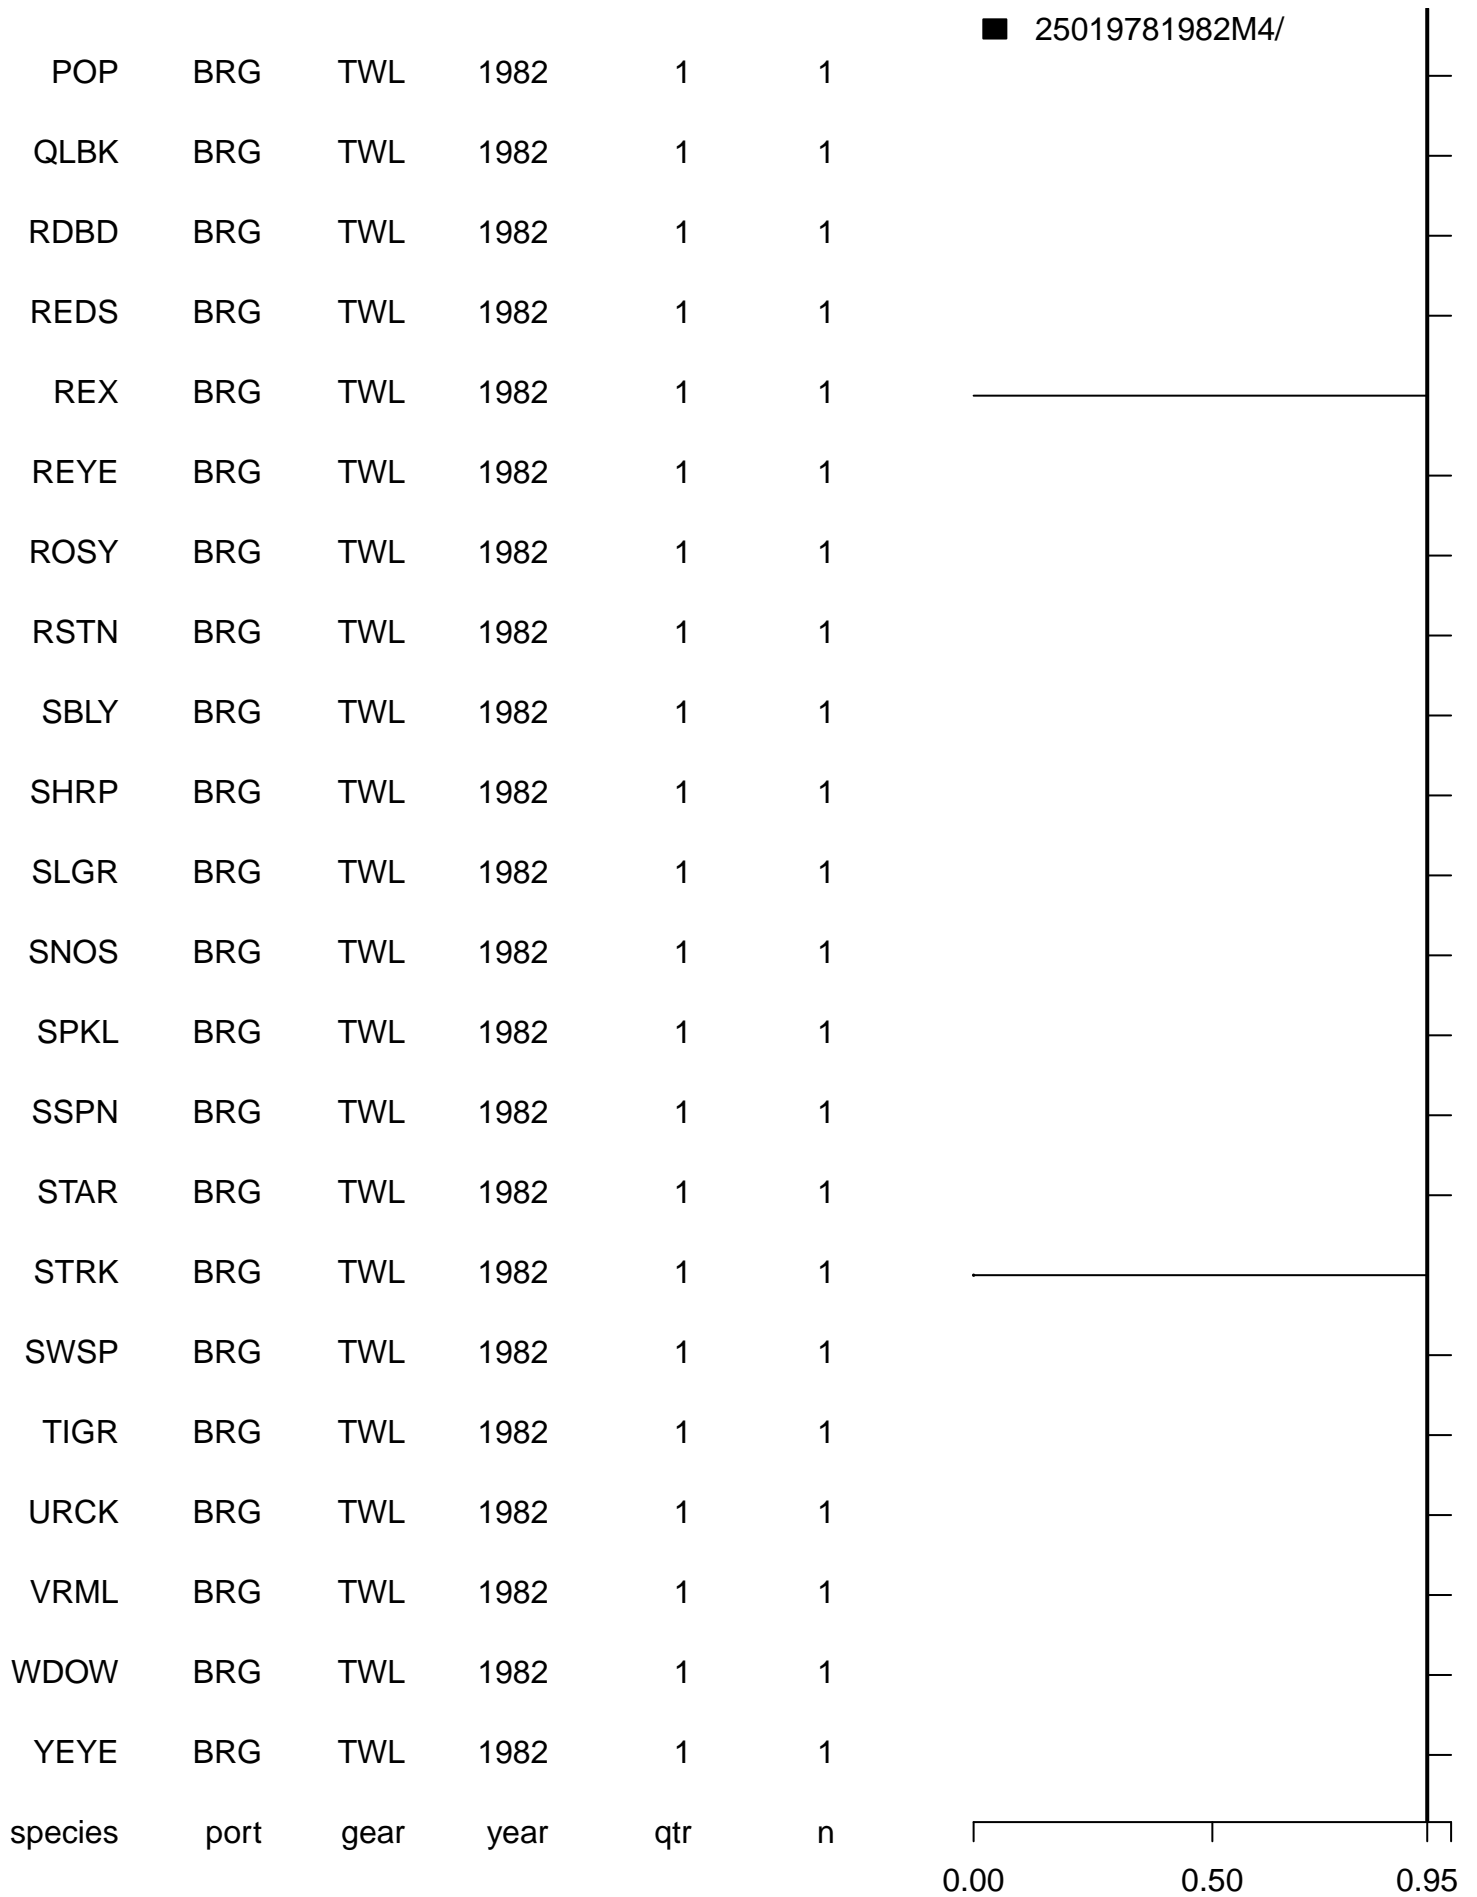 25019781982M4/
POP BRG TWL 1982 1 1
QLBK BRG TWL 1982 1 1
RDBD BRG TWL 1982 1 1
REDS BRG TWL 1982 1 1
REX BRG TWL 1982 1 1
REYE BRG TWL 1982 1 1
ROSY BRG TWL 1982 1 1
RSTN BRG TWL 1982 1 1
SBLY BRG TWL 1982 1 1
SHRP BRG TWL 1982 1 1
SLGR BRG TWL 1982 1 1
SNOS BRG TWL 1982 1 1
SPKL BRG TWL 1982 1 1
SSPN BRG TWL 1982 1 1
STAR BRG TWL 1982 1 1
STRK BRG TWL 1982 1 1
SWSP BRG TWL 1982 1 1
TIGR BRG TWL 1982 1 1
URCK BRG TWL 1982 1 1
VRML BRG TWL 1982 1 1
WDOW BRG TWL 1982 1 1
YEYE BRG TWL 1982 1 1
species port gear year qtr n
0.00 0.50 0.95